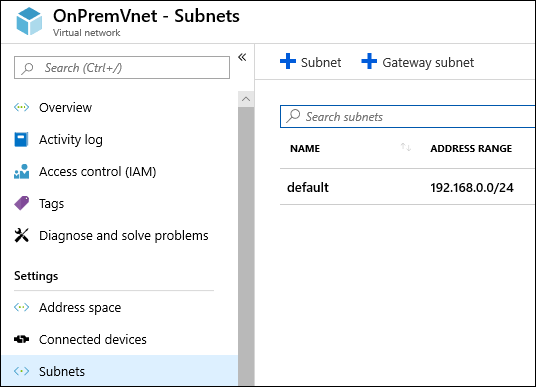 OnPremVnet - Subnets
Virtual network
Search (Ctrl+/)
Overview
Activity log
Access control (IAM)
Tags
Diagnose and solve problems
Settings
Address space
Connected devices
Subnets
Subnet
Gateway subnet
Search subnets
NAME ADDRESS RANGE
default 192.168.0.0/24